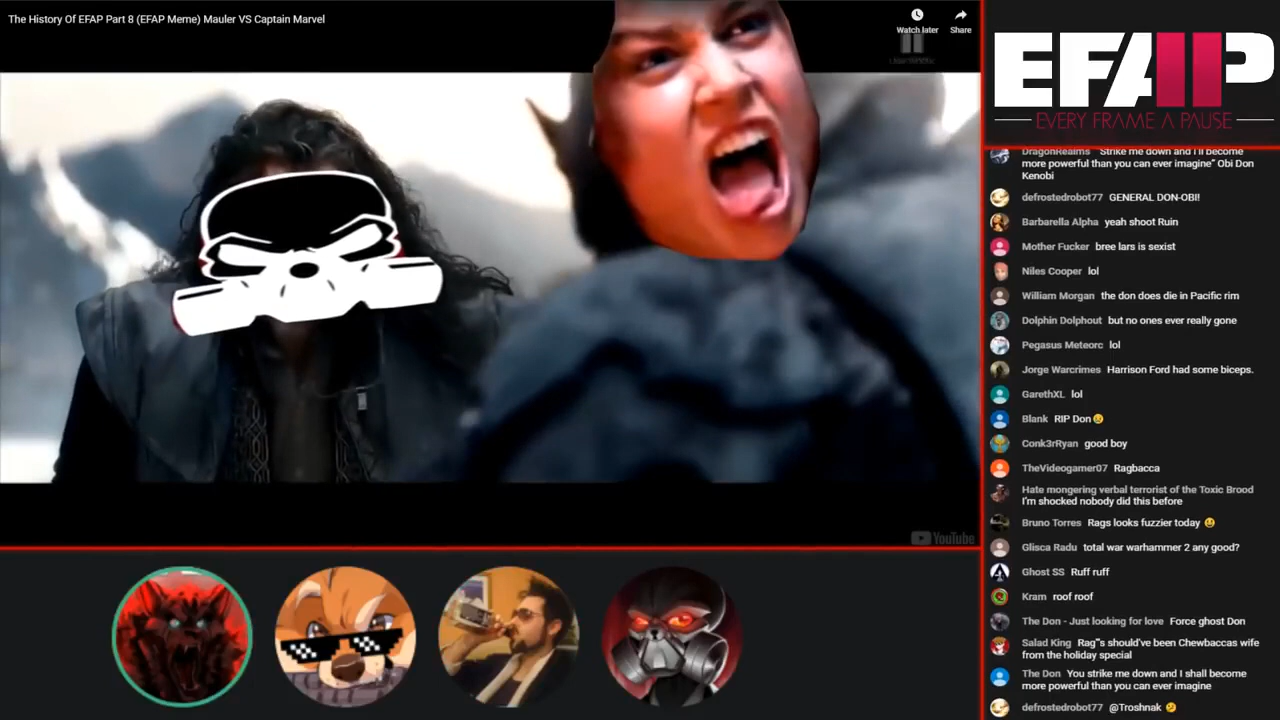 The History Of EFAP Part 8 (EFAP Meme) Mauler VS Captain Marvel
Watch later
Share
YouTube
EFAP
EVERY FRAME A PAUSE
DragonRealms "Strike me down and I'll become
more powerful than you can ever imagine" Obi Don
Kenobi
defrostedrobot77 GENERAL DON-OBI!
Barbarella Alpha yeah shoot Ruin
Mother Fucker bree lars is sexist
Niles Cooper lol
William Morgan the don does die in Pacific rim
Dolphin Dolphout but no ones ever really gone
Pegasus Meteorc lol
Jorge Warcrimes Harrison Ford had some biceps.
GarethXL lol
Blank RIP Don😢
Conk3rRyan good boy
TheVideogamer07 Ragbacca
Hate mongering verbal terrorist of the Toxic Brood
I'm shocked nobody did this before
Bruno Torres Rags looks fuzzier today 😃
Glisca Radu total war warhammer 2 any good?
Ghost SS Ruff ruff
Kram roof roof
The Don - Just looking for love Force ghost Don
Salad King Rag"s should've been Chewbaccas wife
from the holiday special
The Don You strike me down and I shall become
more powerful than you can ever imagine
defrostedrobot77 @Troshnak 🤔